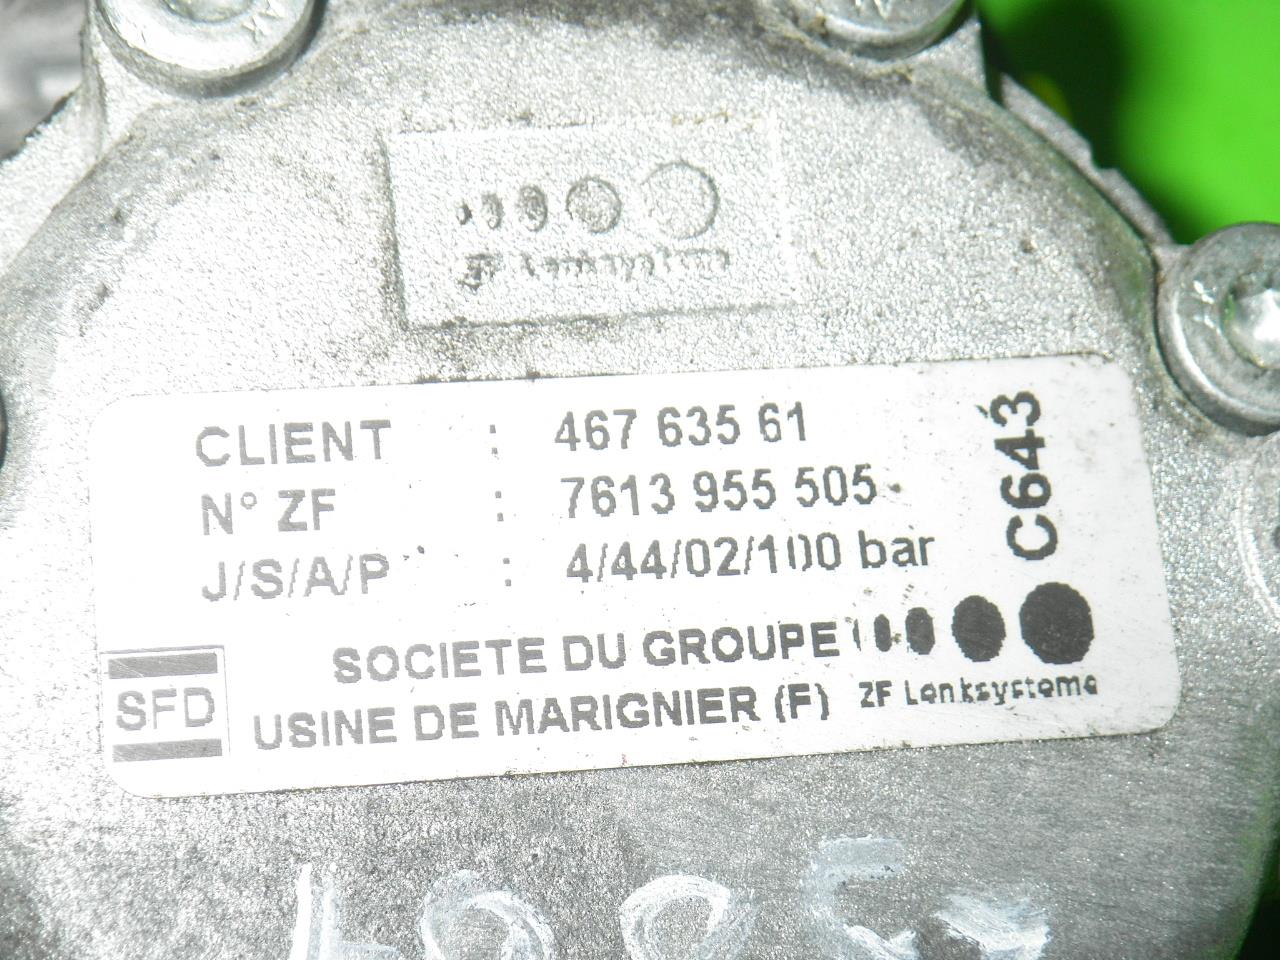 ZF Lenksysteme
CLIENT : 467 635 61
N° ZF : 7613 955 505
J/S/A/P : 4/44/02/100 bar
C643
SFD
SOCIETE DU GROUPE
USINE DE MARIGNIER (F) ZF Lenksysteme